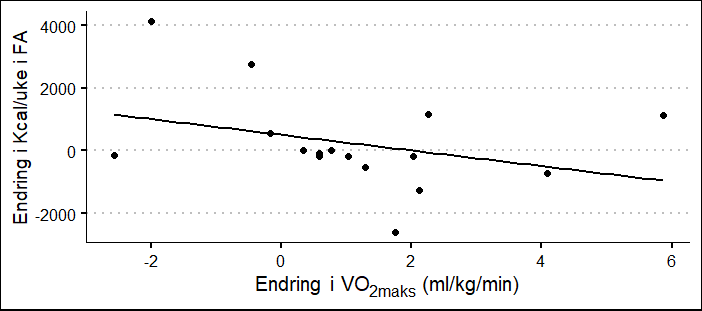 Endring i Kcal/uke i FA
4000
2000
0
-2000
-2 0 2 4 6
Endring i VO2maks (ml/kg/min)